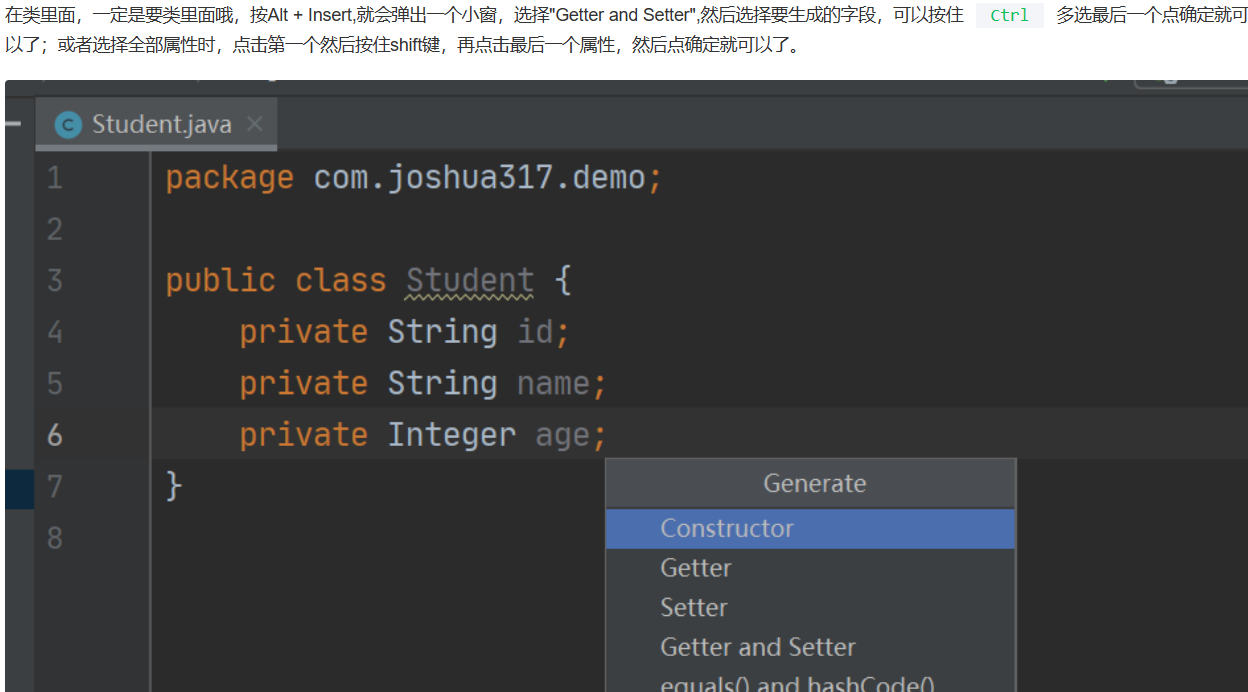 在类里面，一定是要类里面哦，按Alt + Insert,就会弹出一个小窗，选择"Getter and Setter",然后选择要生成的字段，可以按住 Ctrl 多选最后一个点确定就可
以了；或者选择全部属性时，点击第一个然后按住shift键，再点击最后一个属性，然后点确定就可以了。
Student.java
1 package com.joshua317.demo;
2
3 public class Student {
4 private String id;
5 private String name;
6 private Integer age;
7 }
8
Generate
Constructor
Getter
Setter
Getter and Setter
equals() and hashCode()